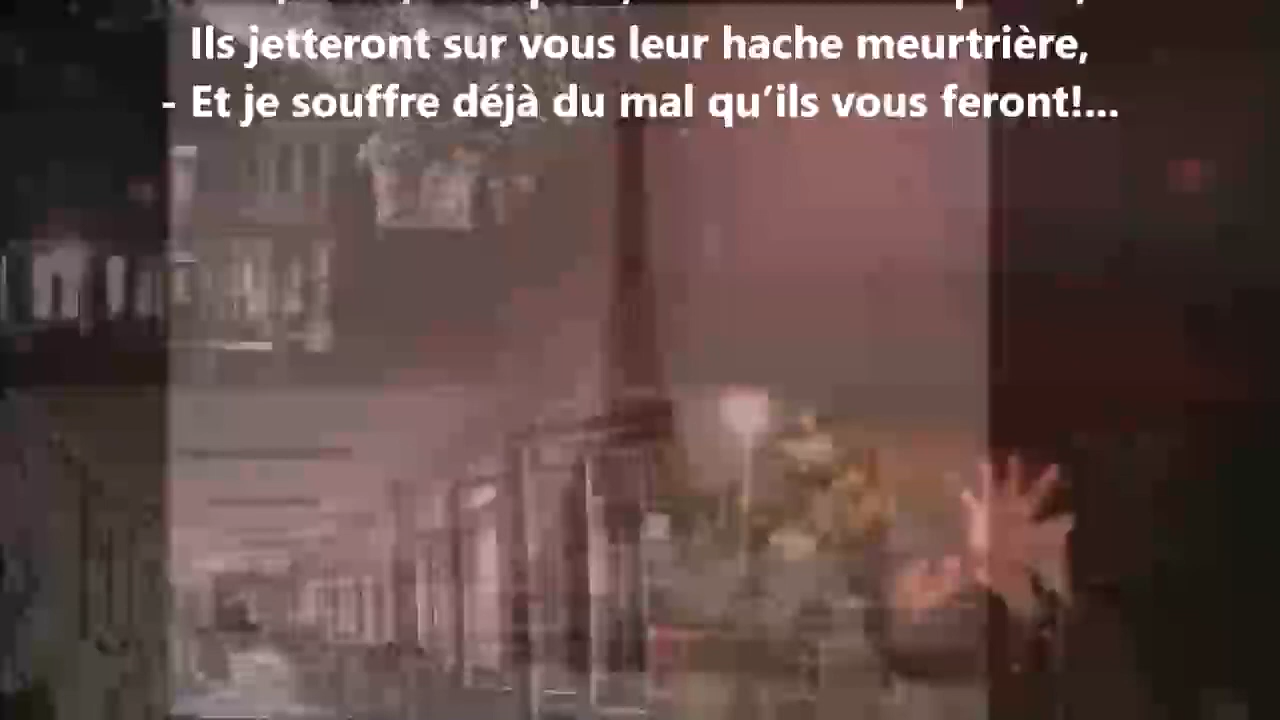 Ils jetteront sur vous leur hache meurtrière,
- Et je souffre déjà du mal qu’ils vous feront!...